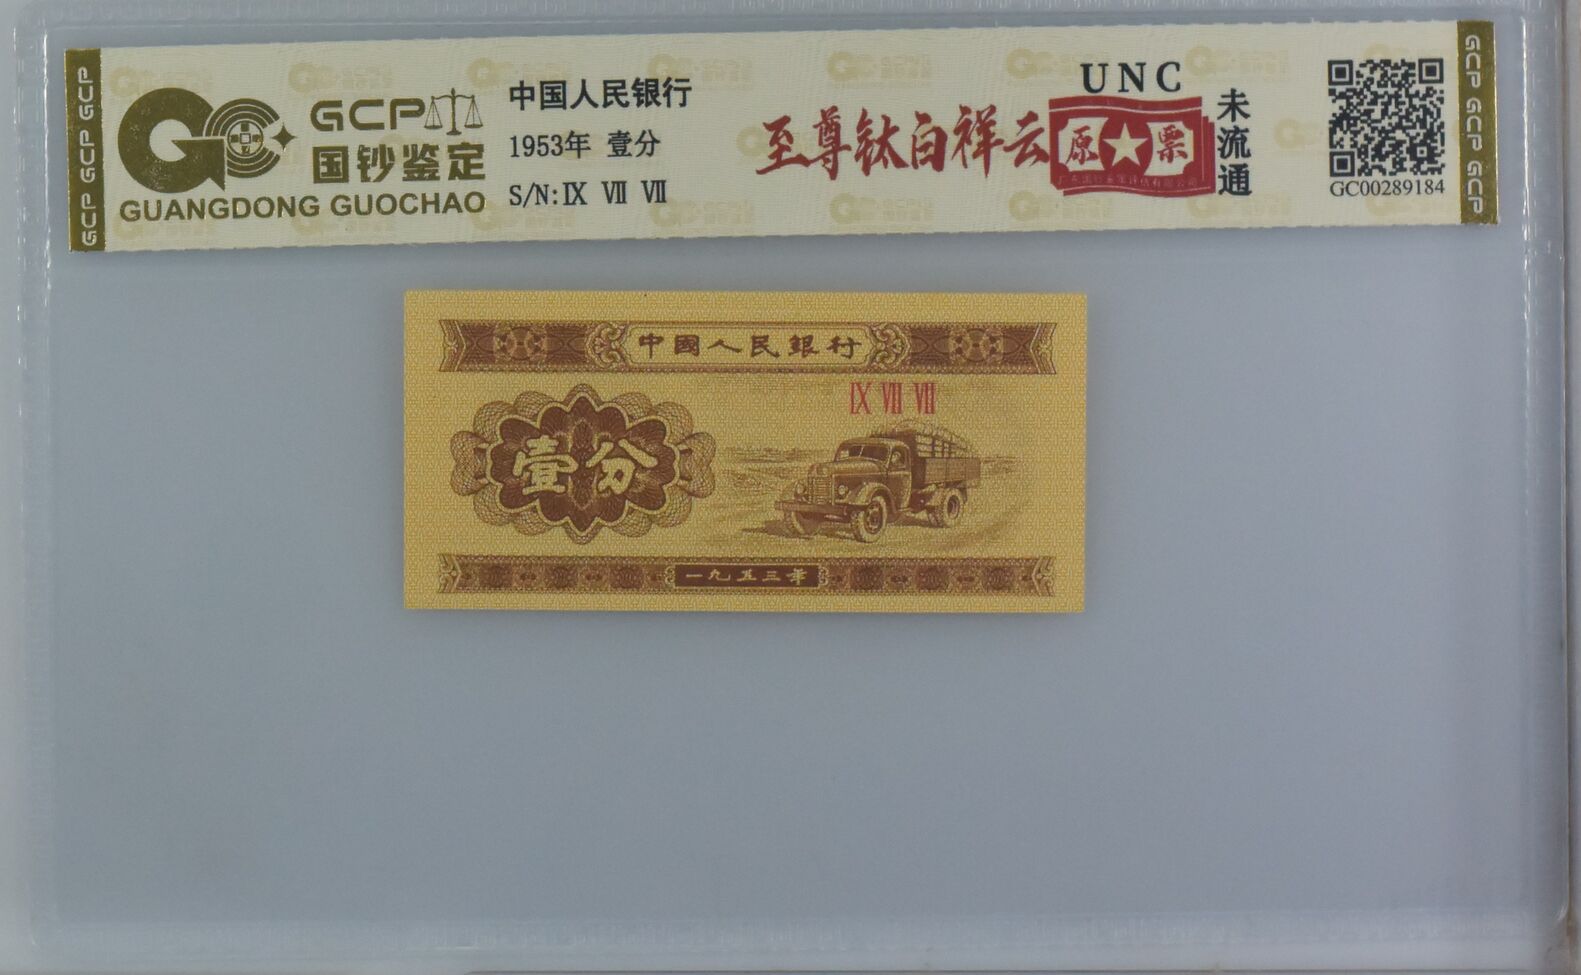 GCP GCP GCP
GCP
国钞鉴定
GUANGDONG GUOCHAO
中国人民银行
1953年 壹分
S/N: Ⅸ Ⅶ Ⅶ
至尊钛白祥云
原★票
UNC
未流通
GC00289184
GCP GCP GCP
中國人民銀行
Ⅸ Ⅶ Ⅶ
壹分
一九五三年